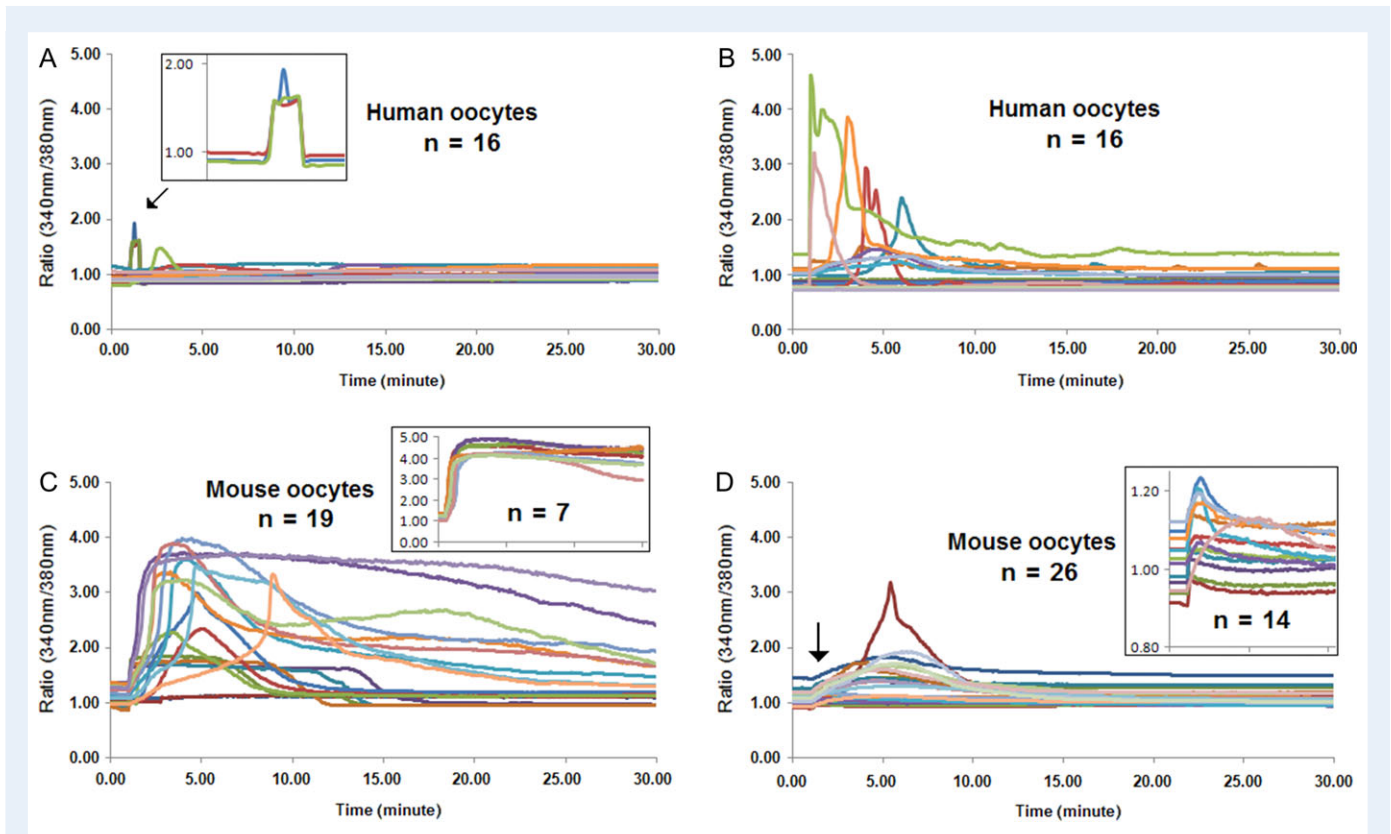 A
5.00
4.00
3.00
2.00
1.00
0.00
Ratio (340nm/380nm)
2.00
1.00
Human oocytes
n = 16
0.00 5.00 10.00 15.00 20.00 25.00 30.00
Time (minute)
B
5.00
4.00
3.00
2.00
1.00
0.00
Ratio (340nm/380nm)
Human oocytes
n = 16
0.00 5.00 10.00 15.00 20.00 25.00 30.00
Time (minute)
C
5.00
4.00
3.00
2.00
1.00
0.00
Ratio (340nm/380nm)
Mouse oocytes
n = 19
5.00
4.00
3.00
2.00
1.00
0.00
n = 7
0.00 5.00 10.00 15.00 20.00 25.00 30.00
Time (minute)
D
5.00
4.00
3.00
2.00
1.00
0.00
Ratio (340nm/380nm)
Mouse oocytes
n = 26
1.20
1.00
0.80
n = 14
0.00 5.00 10.00 15.00 20.00 25.00 30.00
Time (minute)